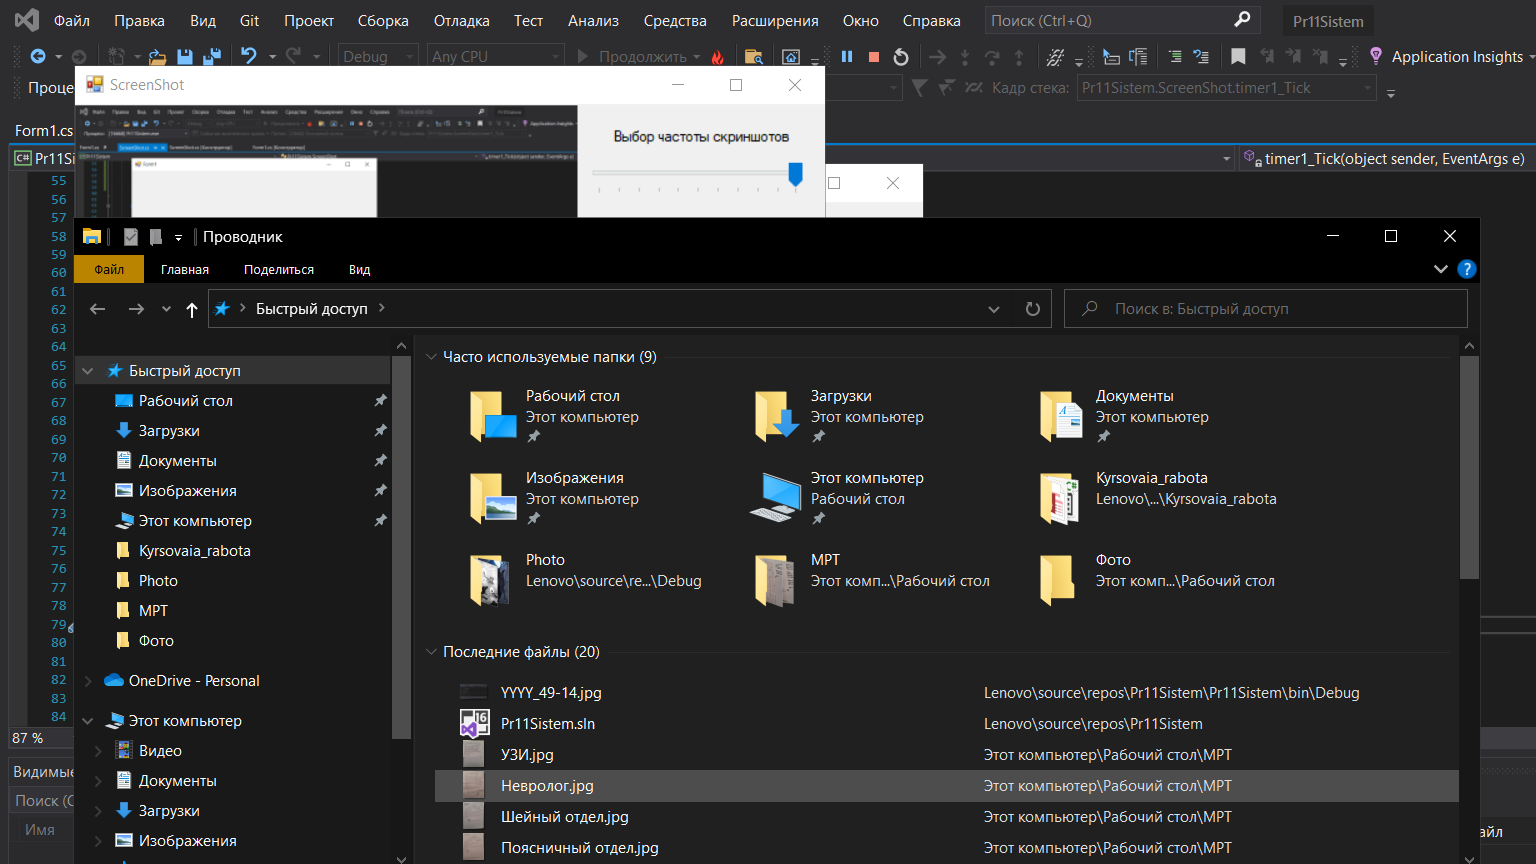 Файл Правка Вид Git Проект Сборка Отладка Тест Анализ Средства Расширения Окно Справка Поиск (Ctrl+Q) Pr11Sistem
Debug Any CPU Продолжить Application Insights
Проце
ScreenShot
Кадр стека: Pr11Sistem.ScreenShot.timer1_Tick
Form1.cs
Выбор частоты скриншотов
C# Pr11Si
timer1_Tick(object sender, EventArgs e)
Form1
55
56
57
58
59
60
61
62
63
64
65
66
67
68
69
70
71
72
73
74
75
76
77
78
79
80
81
82
83
84
87 %
Видимые
Поиск (C
Имя
айл
Проводник
Файл Главная Поделиться Вид
Быстрый доступ
Поиск в: Быстрый доступ
Быстрый доступ
Рабочий стол
Загрузки
Документы
Изображения
Этот компьютер
Kyrsovaia_rabota
Photo
МРТ
Фото
OneDrive - Personal
Этот компьютер
Видео
Документы
Загрузки
Изображения
Часто используемые папки (9)
Рабочий стол
Этот компьютер
Загрузки
Этот компьютер
Документы
Этот компьютер
Изображения
Этот компьютер
Этот компьютер
Рабочий стол
Kyrsovaia_rabota
Lenovo\...\Kyrsovaia_rabota
Photo
Lenovo\source\re...\Debug
МРТ
Этот комп...\Рабочий стол
Фото
Этот комп...\Рабочий стол
Последние файлы (20)
YYYY_49-14.jpg Lenovo\source\repos\Pr11Sistem\Pr11Sistem\bin\Debug
Pr11Sistem.sln Lenovo\source\repos\Pr11Sistem
УЗИ.jpg Этот компьютер\Рабочий стол\МРТ
Невролог.jpg Этот компьютер\Рабочий стол\МРТ
Шейный отдел.jpg Этот компьютер\Рабочий стол\МРТ
Поясничный отдел.jpg Этот компьютер\Рабочий стол\МРТ